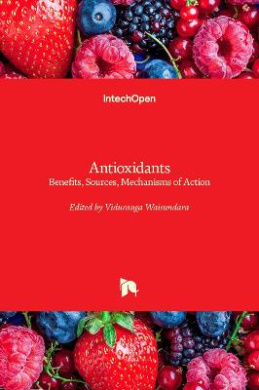 IntechOpen
Antioxidants
Benefits, Sources, Mechanisms of Action
Edited by Viduranga Waisundara